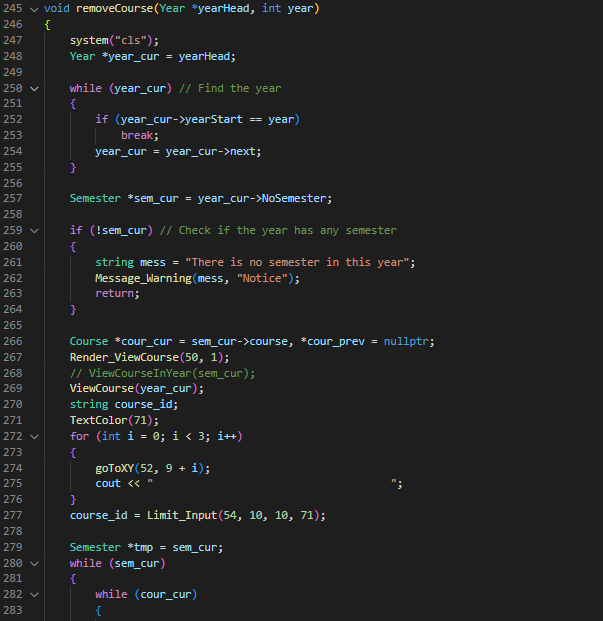 245 void removeCourse(Year *yearHead, int year)
246 {
247     system("cls");
248     Year *year_cur = yearHead;
249
250     while (year_cur) // Find the year
251     {
252         if (year_cur->yearStart == year)
253             break;
254         year_cur = year_cur->next;
255     }
256
257     Semester *sem_cur = year_cur->NoSemester;
258
259     if (!sem_cur) // Check if the year has any semester
260     {
261         string mess = "There is no semester in this year";
262         Message_Warning(mess, "Notice");
263         return;
264     }
265
266     Course *cour_cur = sem_cur->course, *cour_prev = nullptr;
267     Render_ViewCourse(50, 1);
268     // ViewCourseInYear(sem_cur);
269     ViewCourse(year_cur);
270     string course_id;
271     TextColor(71);
272     for (int i = 0; i < 3; i++)
273     {
274         goToXY(52, 9 + i);
275         cout << "                                      ";
276     }
277     course_id = Limit_Input(54, 10, 10, 71);
278
279     Semester *tmp = sem_cur;
280     while (sem_cur)
281     {
282         while (cour_cur)
283         {